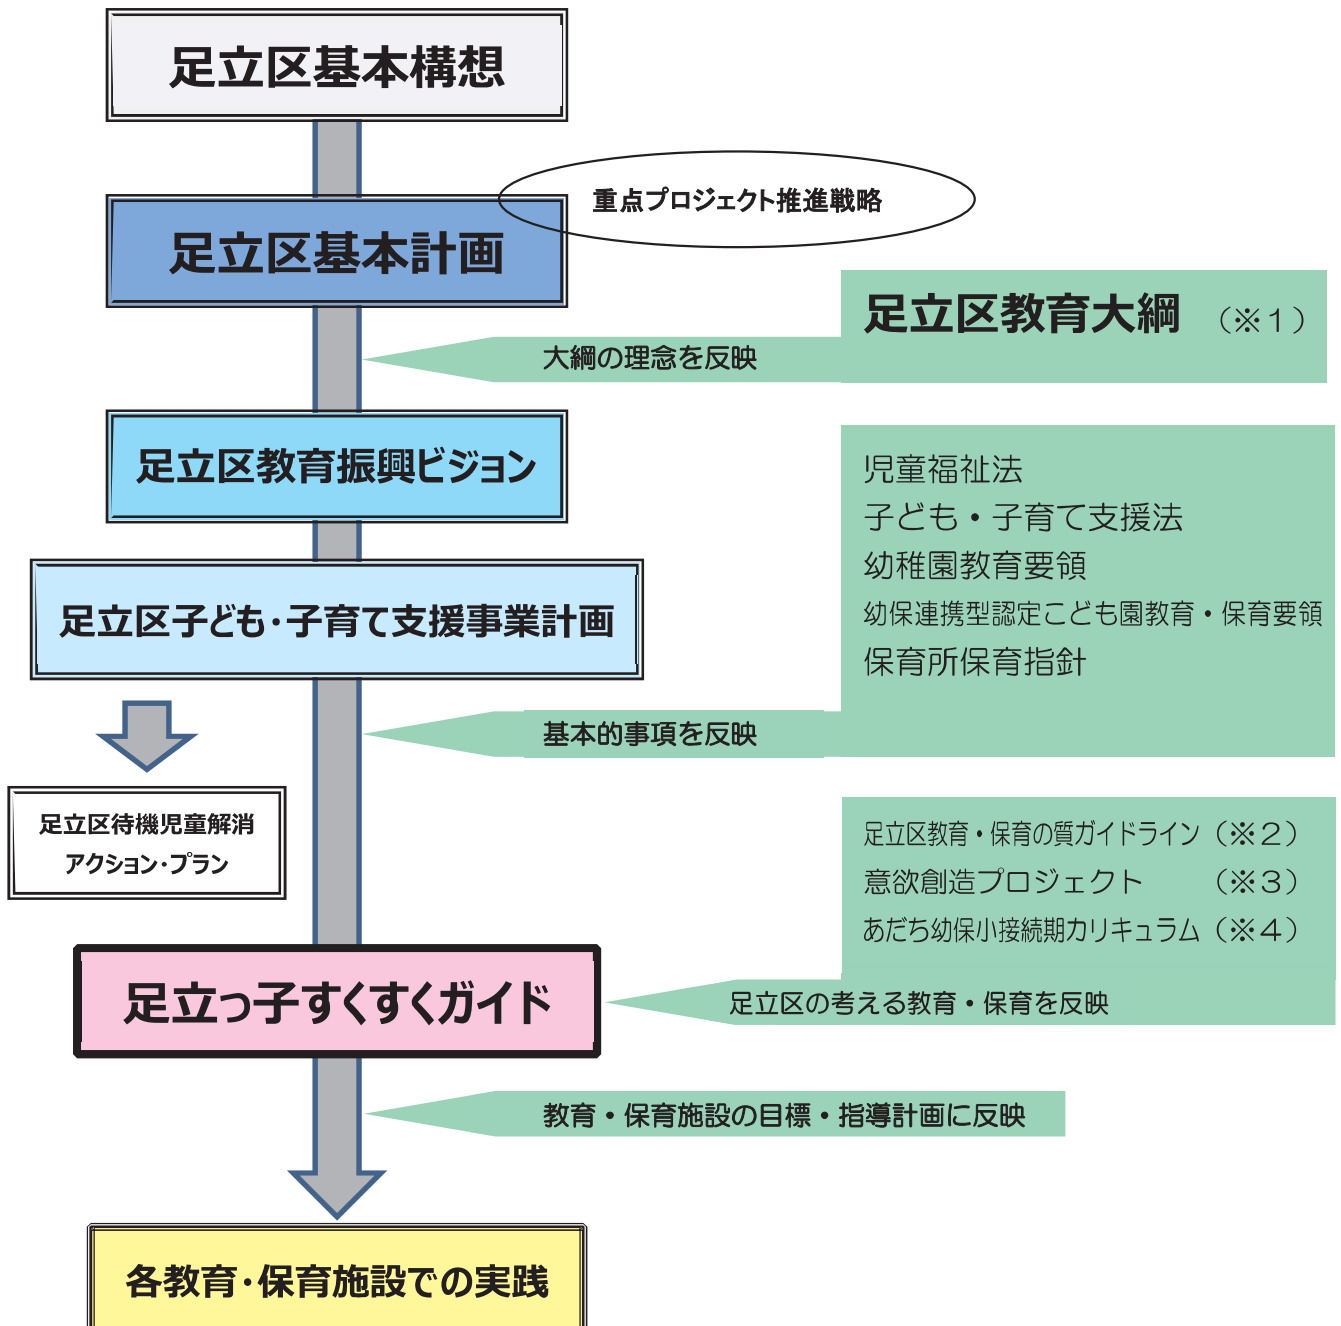 足立区基本構想
重点プロジェクト推進戦略
足立区基本計画
足立区教育大綱 （※１）
大綱の理念を反映
足立区教育振興ビジョン
児童福祉法
子ども・子育て支援法
幼稚園教育要領
幼保連携型認定こども園教育・保育要領
保育所保育指針
足立区子ども・子育て支援事業計画
基本的事項を反映
足立区待機児童解消
アクション・プラン
足立区教育・保育の質ガイドライン（※２）
意欲創造プロジェクト （※３）
あだち幼保小接続期カリキュラム（※４）
足立っ子すくすくガイド
足立区の考える教育・保育を反映
教育・保育施設の目標・指導計画に反映
各教育・保育施設での実践